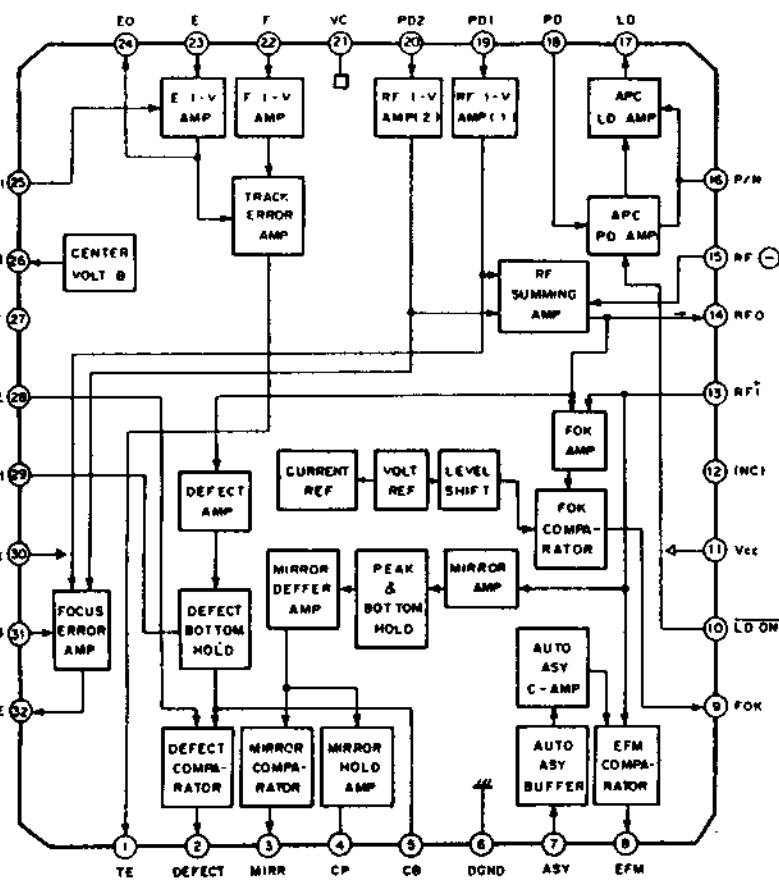 EO E F VC PD2 PD1 PD LD
24 23 22 21 20 19 18 17
E I-V AMP
F I-V AMP
RF I-V AMP(2)
RF I-V AMP(1)
APC LD AMP
25
TRACK ERROR AMP
APC PD AMP
16 P/N
26
CENTER VOLT B
RF SUMMING AMP
15 RF ⊖
14 RFO
27
28
13 RFI
FOK AMP
12 (NC)
29
DEFECT AMP
CURRENT REF
VOLT REF
LEVEL SHIFT
FOK COMPA- RATOR
30
11 Vcc
MIRROR DEFFER AMP
PEAK & BOTTOM HOLD
MIRROR AMP
31
FOCUS ERROR AMP
DEFECT BOTTOM HOLD
10 LD ON
AUTO ASY C-AMP
32
9 FOK
DEFECT COMPA- RATOR
MIRROR COMPA- RATOR
MIRROR HOLD AMP
AUTO ASY BUFFER
EFM COMPA- RATOR
1 2 3 4 5 6 7 8
TE DEFECT MIRR CP CB DGND ASY EFM